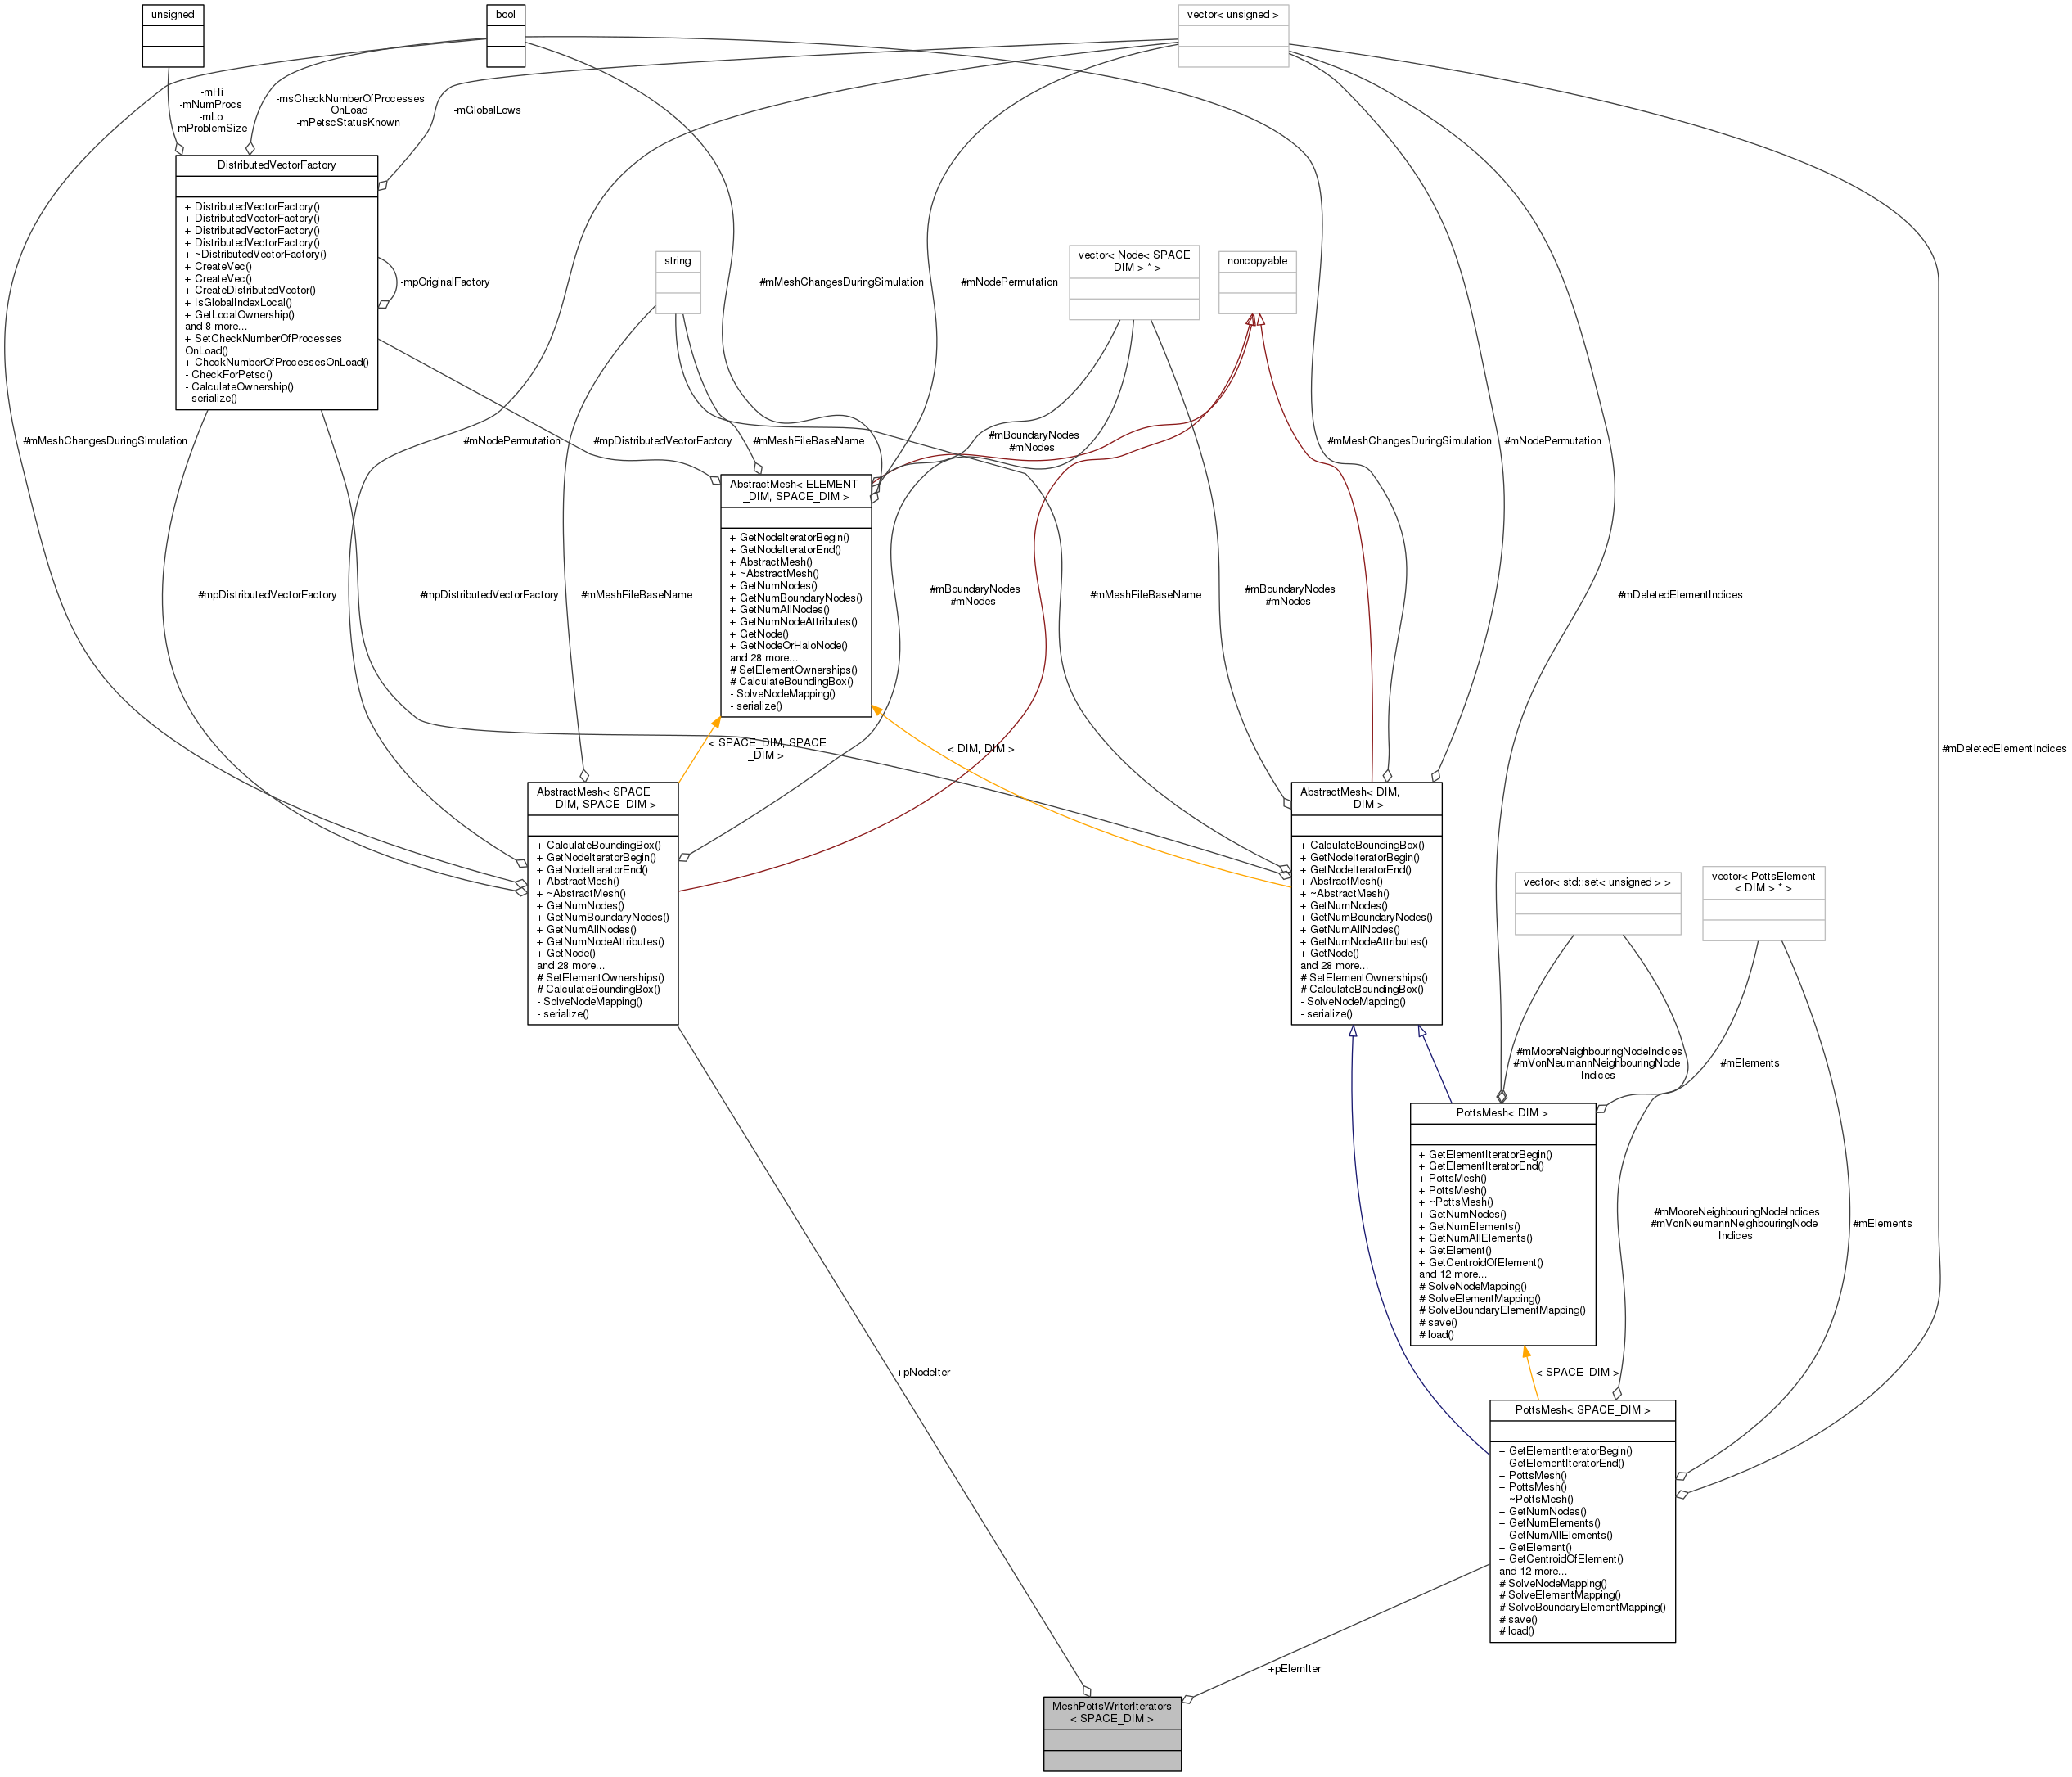 unsigned
bool
vector< unsigned >
-mHi
-mNumProcs
-mLo
-mProblemSize
-msCheckNumberOfProcesses
OnLoad
-mPetscStatusKnown
-mGlobalLows
DistributedVectorFactory
+ DistributedVectorFactory()
+ DistributedVectorFactory()
+ DistributedVectorFactory()
+ DistributedVectorFactory()
+ ~DistributedVectorFactory()
+ CreateVec()
+ CreateVec()
+ CreateDistributedVector()
+ IsGlobalIndexLocal()
+ GetLocalOwnership()
and 8 more...
+ SetCheckNumberOfProcesses
OnLoad()
+ CheckNumberOfProcessesOnLoad()
- CheckForPetsc()
- CalculateOwnership()
- serialize()
-mpOriginalFactory
string
#mMeshChangesDuringSimulation
#mNodePermutation
vector< Node< SPACE
_DIM > * >
noncopyable
#mMeshChangesDuringSimulation
#mNodePermutation
#mpDistributedVectorFactory
#mMeshFileBaseName
#mBoundaryNodes
#mNodes
#mMeshChangesDuringSimulation
#mNodePermutation
AbstractMesh< ELEMENT
_DIM, SPACE_DIM >
+ GetNodeIteratorBegin()
+ GetNodeIteratorEnd()
+ AbstractMesh()
+ ~AbstractMesh()
+ GetNumNodes()
+ GetNumBoundaryNodes()
+ GetNumAllNodes()
+ GetNumNodeAttributes()
+ GetNode()
+ GetNodeOrHaloNode()
and 28 more...
# SetElementOwnerships()
# CalculateBoundingBox()
- SolveNodeMapping()
- serialize()
#mpDistributedVectorFactory
#mpDistributedVectorFactory
#mMeshFileBaseName
#mBoundaryNodes
#mNodes
#mMeshFileBaseName
#mBoundaryNodes
#mNodes
#mDeletedElementIndices
< SPACE_DIM, SPACE
_DIM >
< DIM, DIM >
#mDeletedElementIndices
AbstractMesh< SPACE
_DIM, SPACE_DIM >
+ CalculateBoundingBox()
+ GetNodeIteratorBegin()
+ GetNodeIteratorEnd()
+ AbstractMesh()
+ ~AbstractMesh()
+ GetNumNodes()
+ GetNumBoundaryNodes()
+ GetNumAllNodes()
+ GetNumNodeAttributes()
+ GetNode()
and 28 more...
# SetElementOwnerships()
# CalculateBoundingBox()
- SolveNodeMapping()
- serialize()
AbstractMesh< DIM,
DIM >
+ CalculateBoundingBox()
+ GetNodeIteratorBegin()
+ GetNodeIteratorEnd()
+ AbstractMesh()
+ ~AbstractMesh()
+ GetNumNodes()
+ GetNumBoundaryNodes()
+ GetNumAllNodes()
+ GetNumNodeAttributes()
+ GetNode()
and 28 more...
# SetElementOwnerships()
# CalculateBoundingBox()
- SolveNodeMapping()
- serialize()
vector< std::set< unsigned > >
vector< PottsElement
< DIM > * >
#mMooreNeighbouringNodeIndices
#mVonNeumannNeighbouringNode
Indices
#mElements
PottsMesh< DIM >
+ GetElementIteratorBegin()
+ GetElementIteratorEnd()
+ PottsMesh()
+ PottsMesh()
+ ~PottsMesh()
+ GetNumNodes()
+ GetNumElements()
+ GetNumAllElements()
+ GetElement()
+ GetCentroidOfElement()
and 12 more...
# SolveNodeMapping()
# SolveElementMapping()
# SolveBoundaryElementMapping()
# save()
# load()
#mMooreNeighbouringNodeIndices
#mVonNeumannNeighbouringNode
Indices
#mElements
+pNodeIter
< SPACE_DIM >
PottsMesh< SPACE_DIM >
+ GetElementIteratorBegin()
+ GetElementIteratorEnd()
+ PottsMesh()
+ PottsMesh()
+ ~PottsMesh()
+ GetNumNodes()
+ GetNumElements()
+ GetNumAllElements()
+ GetElement()
+ GetCentroidOfElement()
and 12 more...
# SolveNodeMapping()
# SolveElementMapping()
# SolveBoundaryElementMapping()
# save()
# load()
+pElemIter
MeshPottsWriterIterators
< SPACE_DIM >